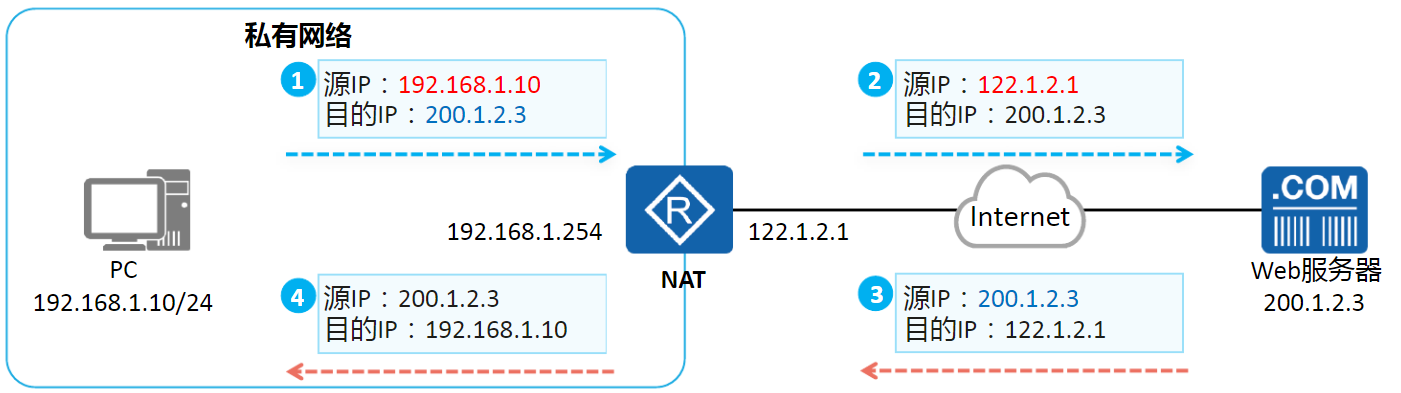 私有网络
1
源IP：192.168.1.10
目的IP：200.1.2.3
2
源IP：122.1.2.1
目的IP：200.1.2.3
PC
192.168.1.10/24
192.168.1.254
R
NAT
122.1.2.1
Internet
.COM
Web服务器
200.1.2.3
4
源IP：200.1.2.3
目的IP：192.168.1.10
3
源IP：200.1.2.3
目的IP：122.1.2.1